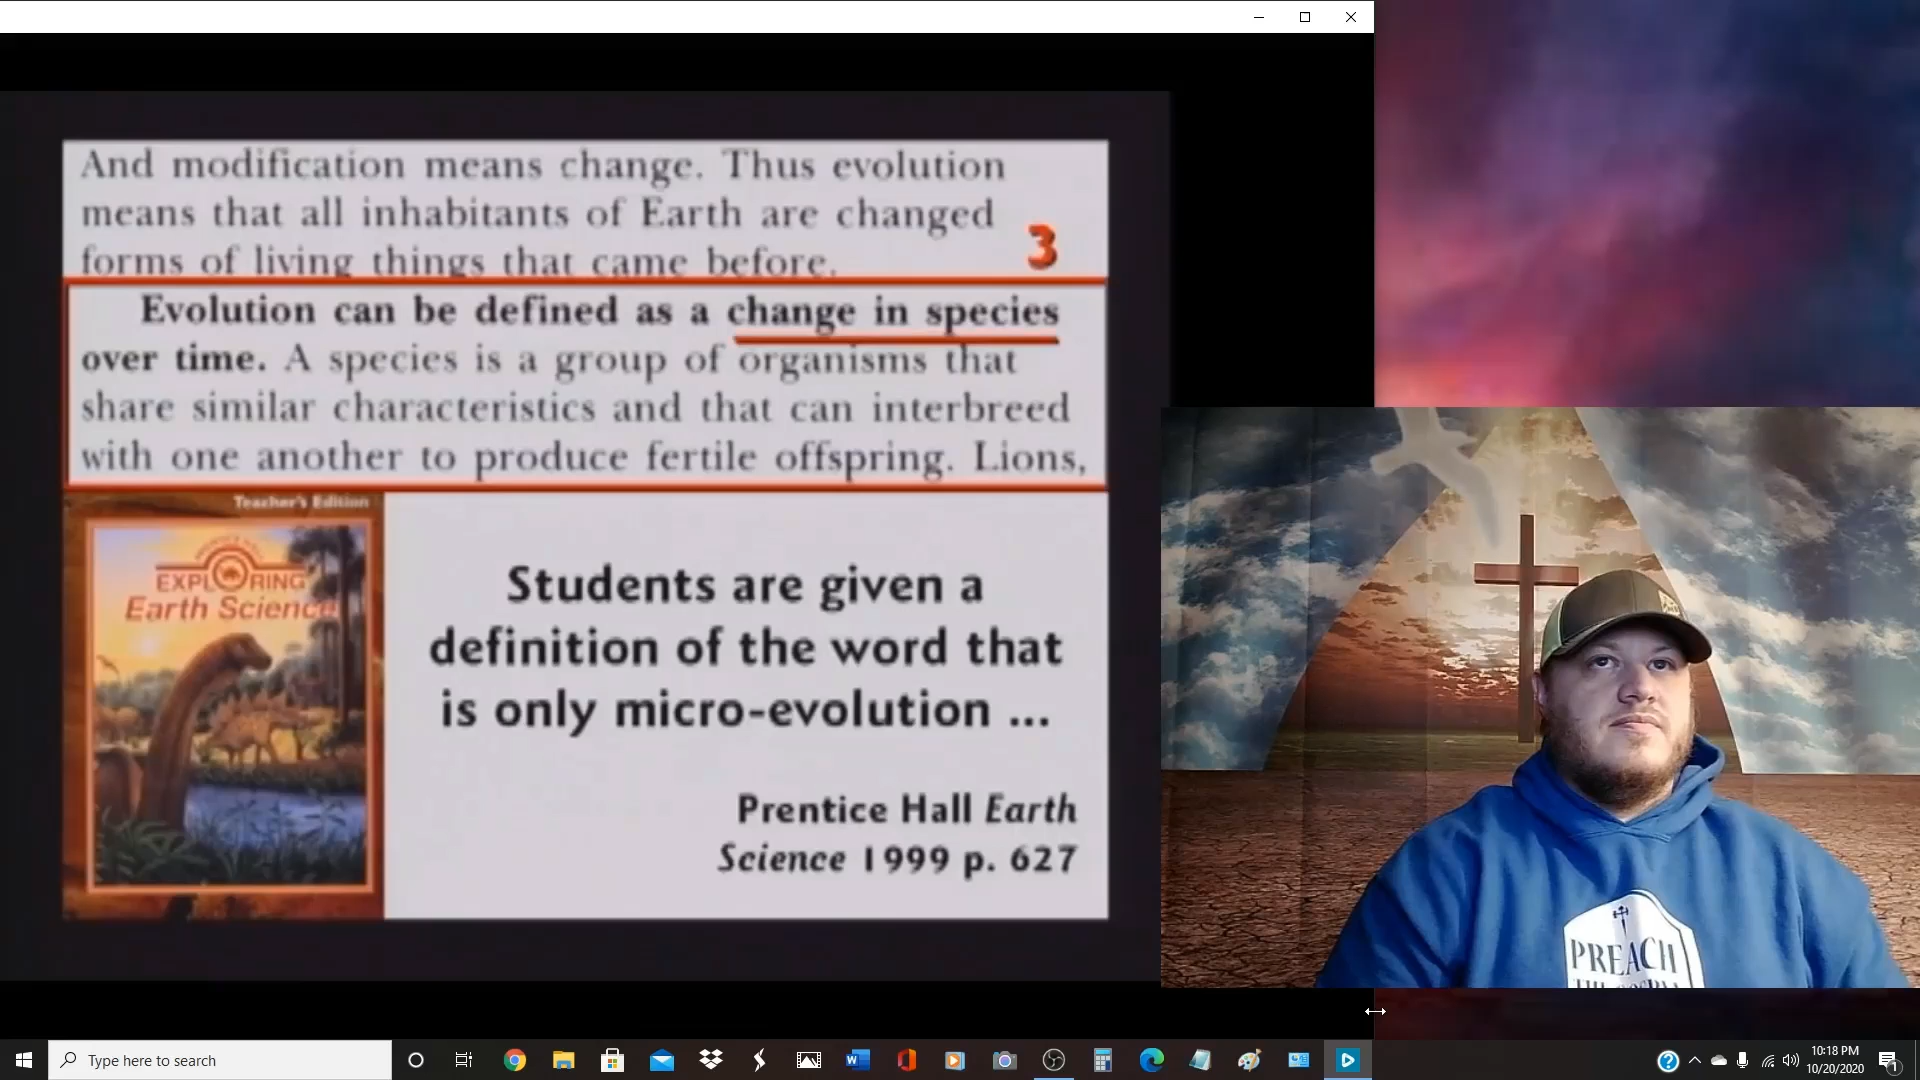 And modification means change. Thus evolution
means that all inhabitants of Earth are changed
forms of living things that came before.
3
Evolution can be defined as a change in species
over time. A species is a group of organisms that
share similar characteristics and that can interbreed
with one another to produce fertile offspring. Lions,
Teacher's Edition
PRENTICE HALL
EXPLORING
Earth Science
Students are given a
definition of the word that
is only micro-evolution ...
Prentice Hall Earth
Science 1999 p. 627
PREACH
Type here to search
10:18 PM
10/20/2020
1